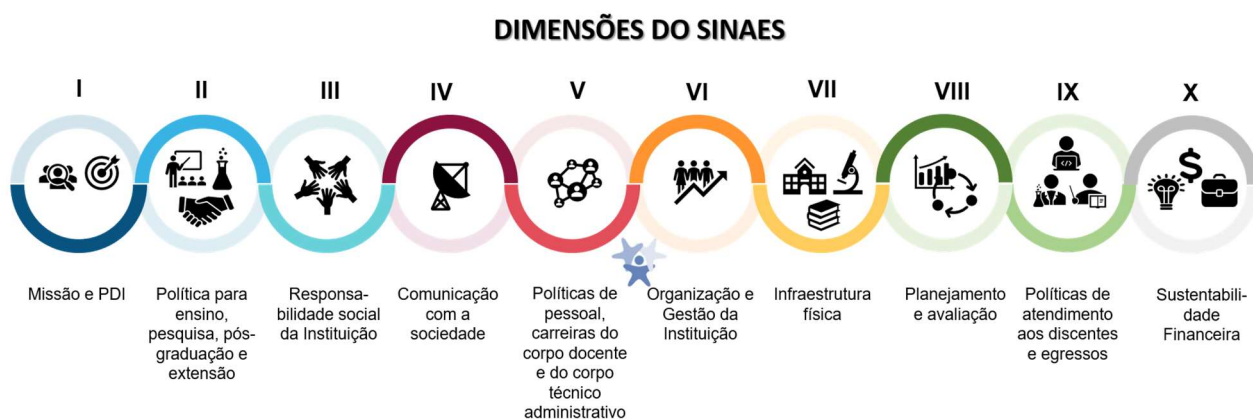 DIMENSÕES DO SINAES
I
II
III
IV
V
VI
VII
VIII
IX
X
Missão e PDI
Política para
ensino,
pesquisa, pós-
graduação e
extensão
Responsa-
bilidade social
da Instituição
Comunicação
com a
sociedade
Políticas de
pessoal,
carreiras do
corpo docente
e do corpo
técnico
administrativo
Organização e
Gestão da
Instituição
Infraestrutura
física
Planejamento
e avaliação
Políticas de
atendimento
aos discentes
e egressos
Sustentabili-
dade
Financeira